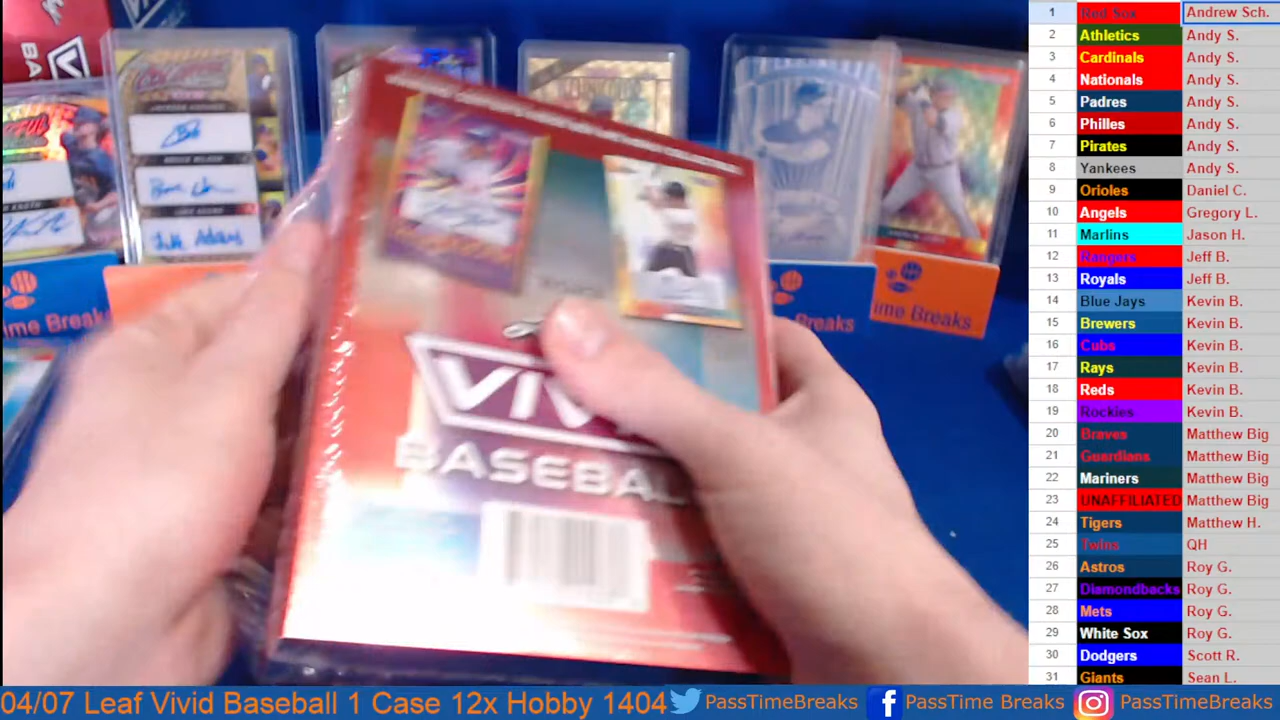 1 Red Sox Andrew Sch.
2 Athletics Andy S.
3 Cardinals Andy S.
4 Nationals Andy S.
5 Padres Andy S.
6 Philles Andy S.
7 Pirates Andy S.
8 Yankees Andy S.
9 Orioles Daniel C.
10 Angels Gregory L.
11 Marlins Jason H.
12 Rangers Jeff B.
13 Royals Jeff B.
14 Blue Jays Kevin B.
15 Brewers Kevin B.
16 Cubs Kevin B.
17 Rays Kevin B.
18 Reds Kevin B.
19 Rockies Kevin B.
20 Braves Matthew Big
21 Guardians Matthew Big
22 Mariners Matthew Big
23 UNAFFILIATED Matthew Big
24 Tigers Matthew H.
25 Twins QH
26 Astros Roy G.
27 Diamondbacks Roy G.
28 Mets Roy G.
29 White Sox Roy G.
30 Dodgers Scott R.
31 Giants Sean L.
BA
Time Breaks
ime Breaks
BASEBAL
04/07 Leaf Vivid Baseball 1 Case 12x Hobby 1404 PassTimeBreaks PassTime Breaks PassTimeBreaks